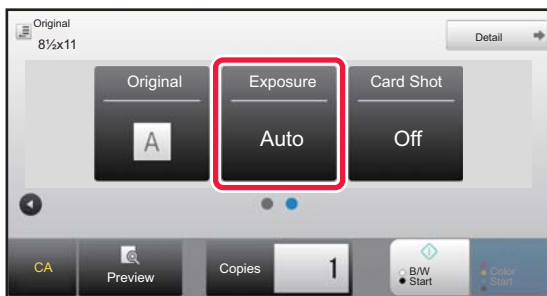 Original
8½x11
Detail
Original
Exposure
Card Shot
A
Auto
Off
CA
Preview
Copies
1
B/W
Start
Color
Start